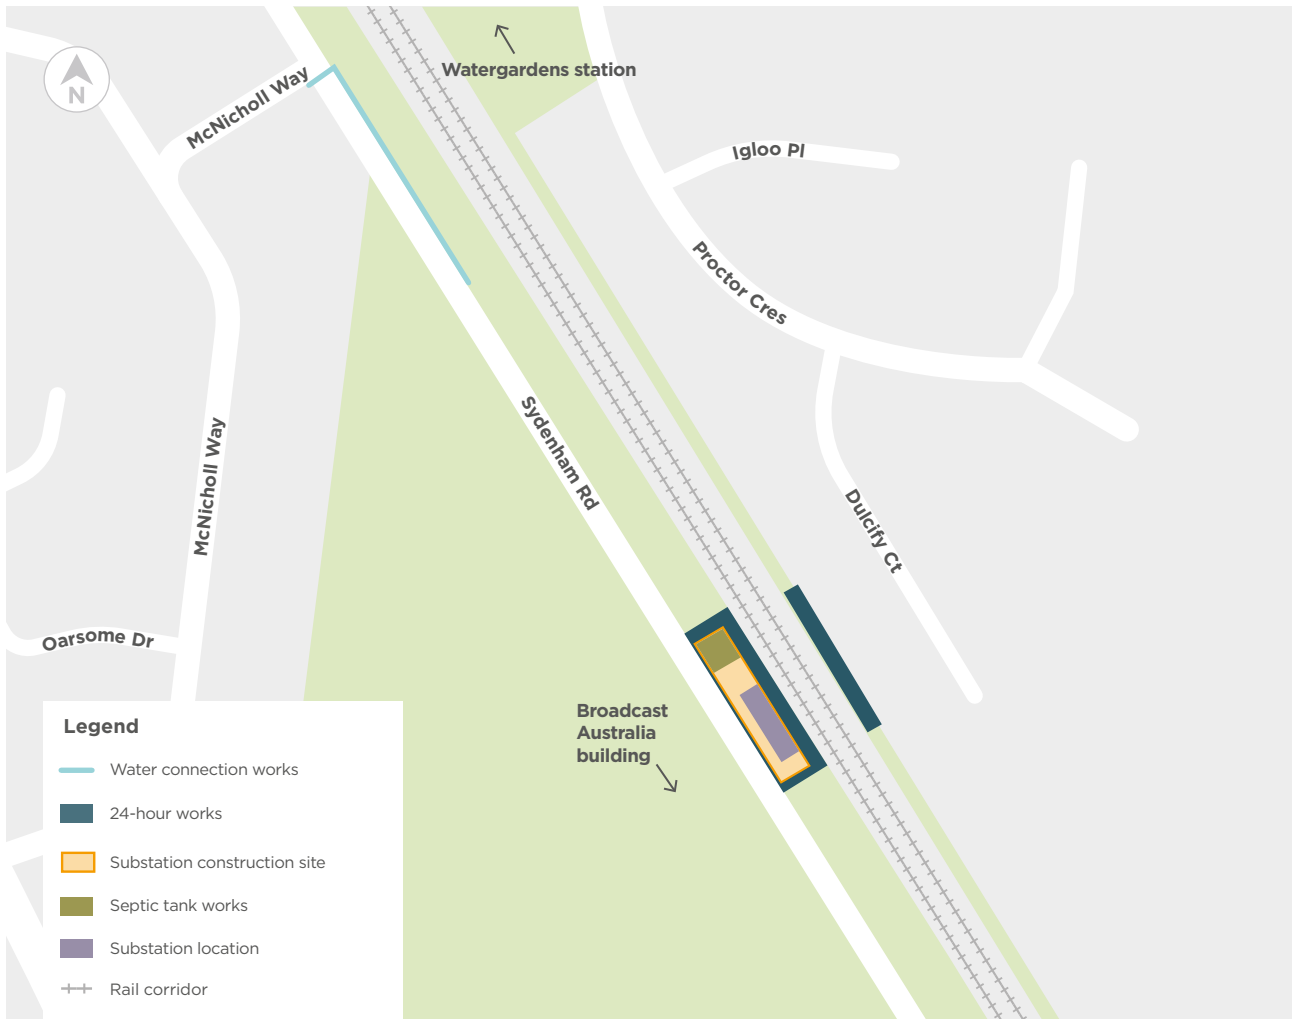 Watergardens station
N
McNicholl Way
Igloo Pl
Proctor Cres
Sydenham Rd
McNicholl Way
Dulcify Ct
Oarsome Dr
Broadcast
Australia
building
Legend
Water connection works
24-hour works
Substation construction site
Septic tank works
Substation location
Rail corridor